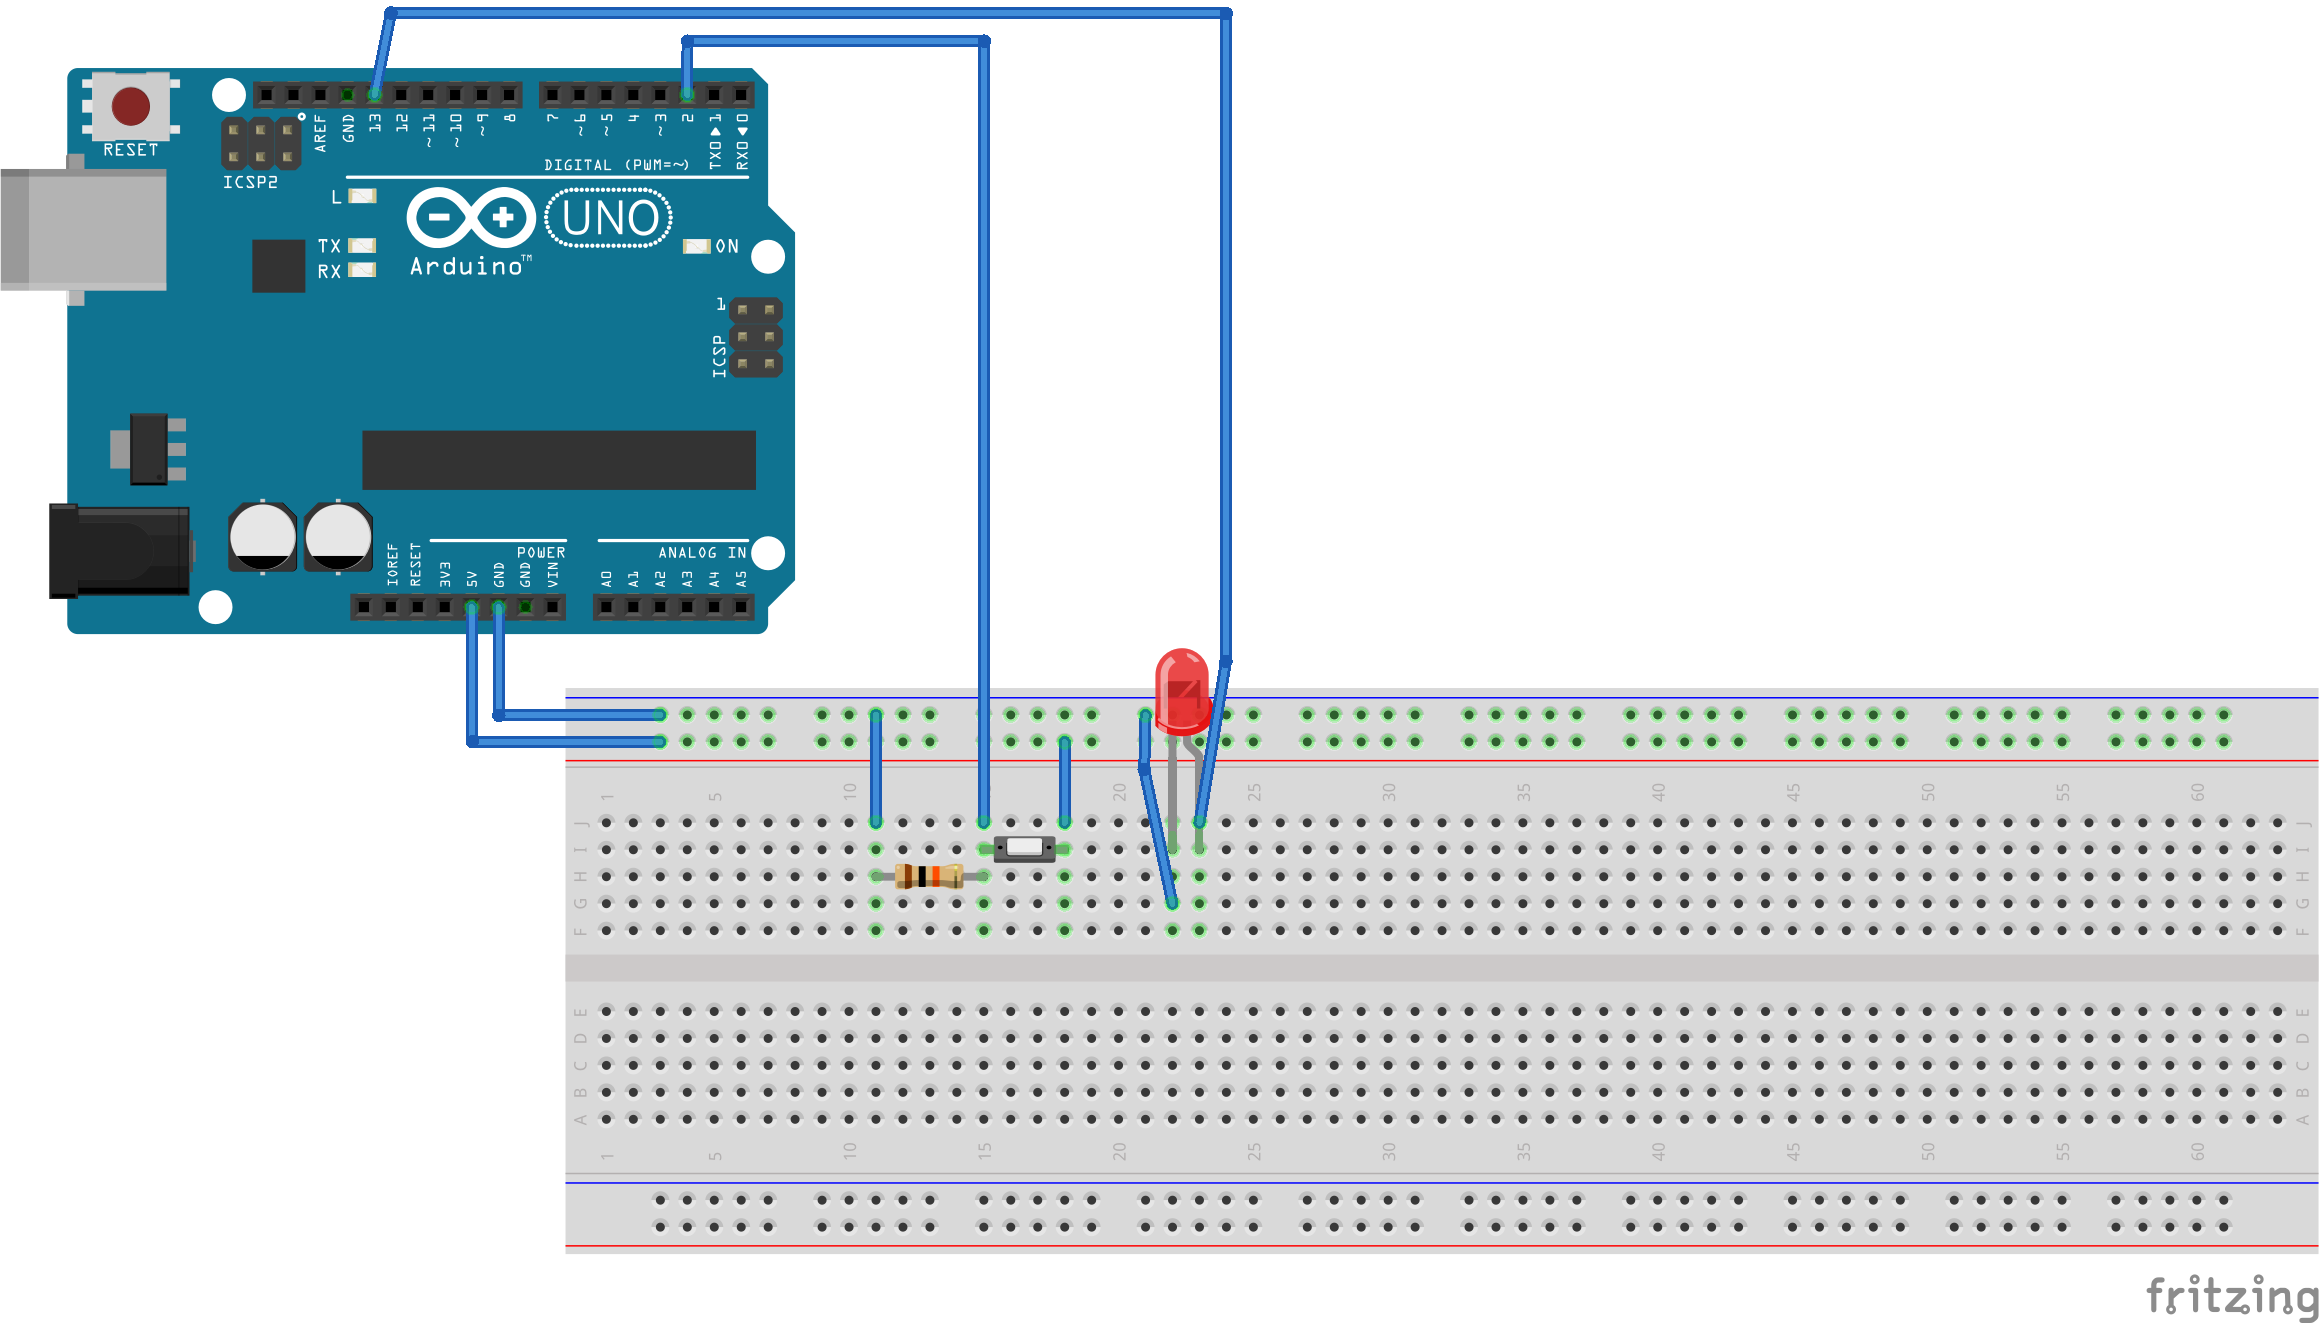 RESET
ICSP2
AREF
GND
13
12
~11
~10
~9
8
7
~6
~5
4
~3
2
TX0▶1
RX0◀0
DIGITAL (PWM=~)
L
TX
RX
UNO
ON
Arduino™
1
ICSP
POWER
ANALOG IN
IOREF
RESET
3V3
5V
GND
GND
VIN
A0
A1
A2
A3
A4
A5
1 5 10 20 25 30 35 40 45 50 55 60
J J
I I
H H
G G
F F
E E
D D
C C
B B
A A
1 5 10 15 20 25 30 35 40 45 50 55 60
fritzing